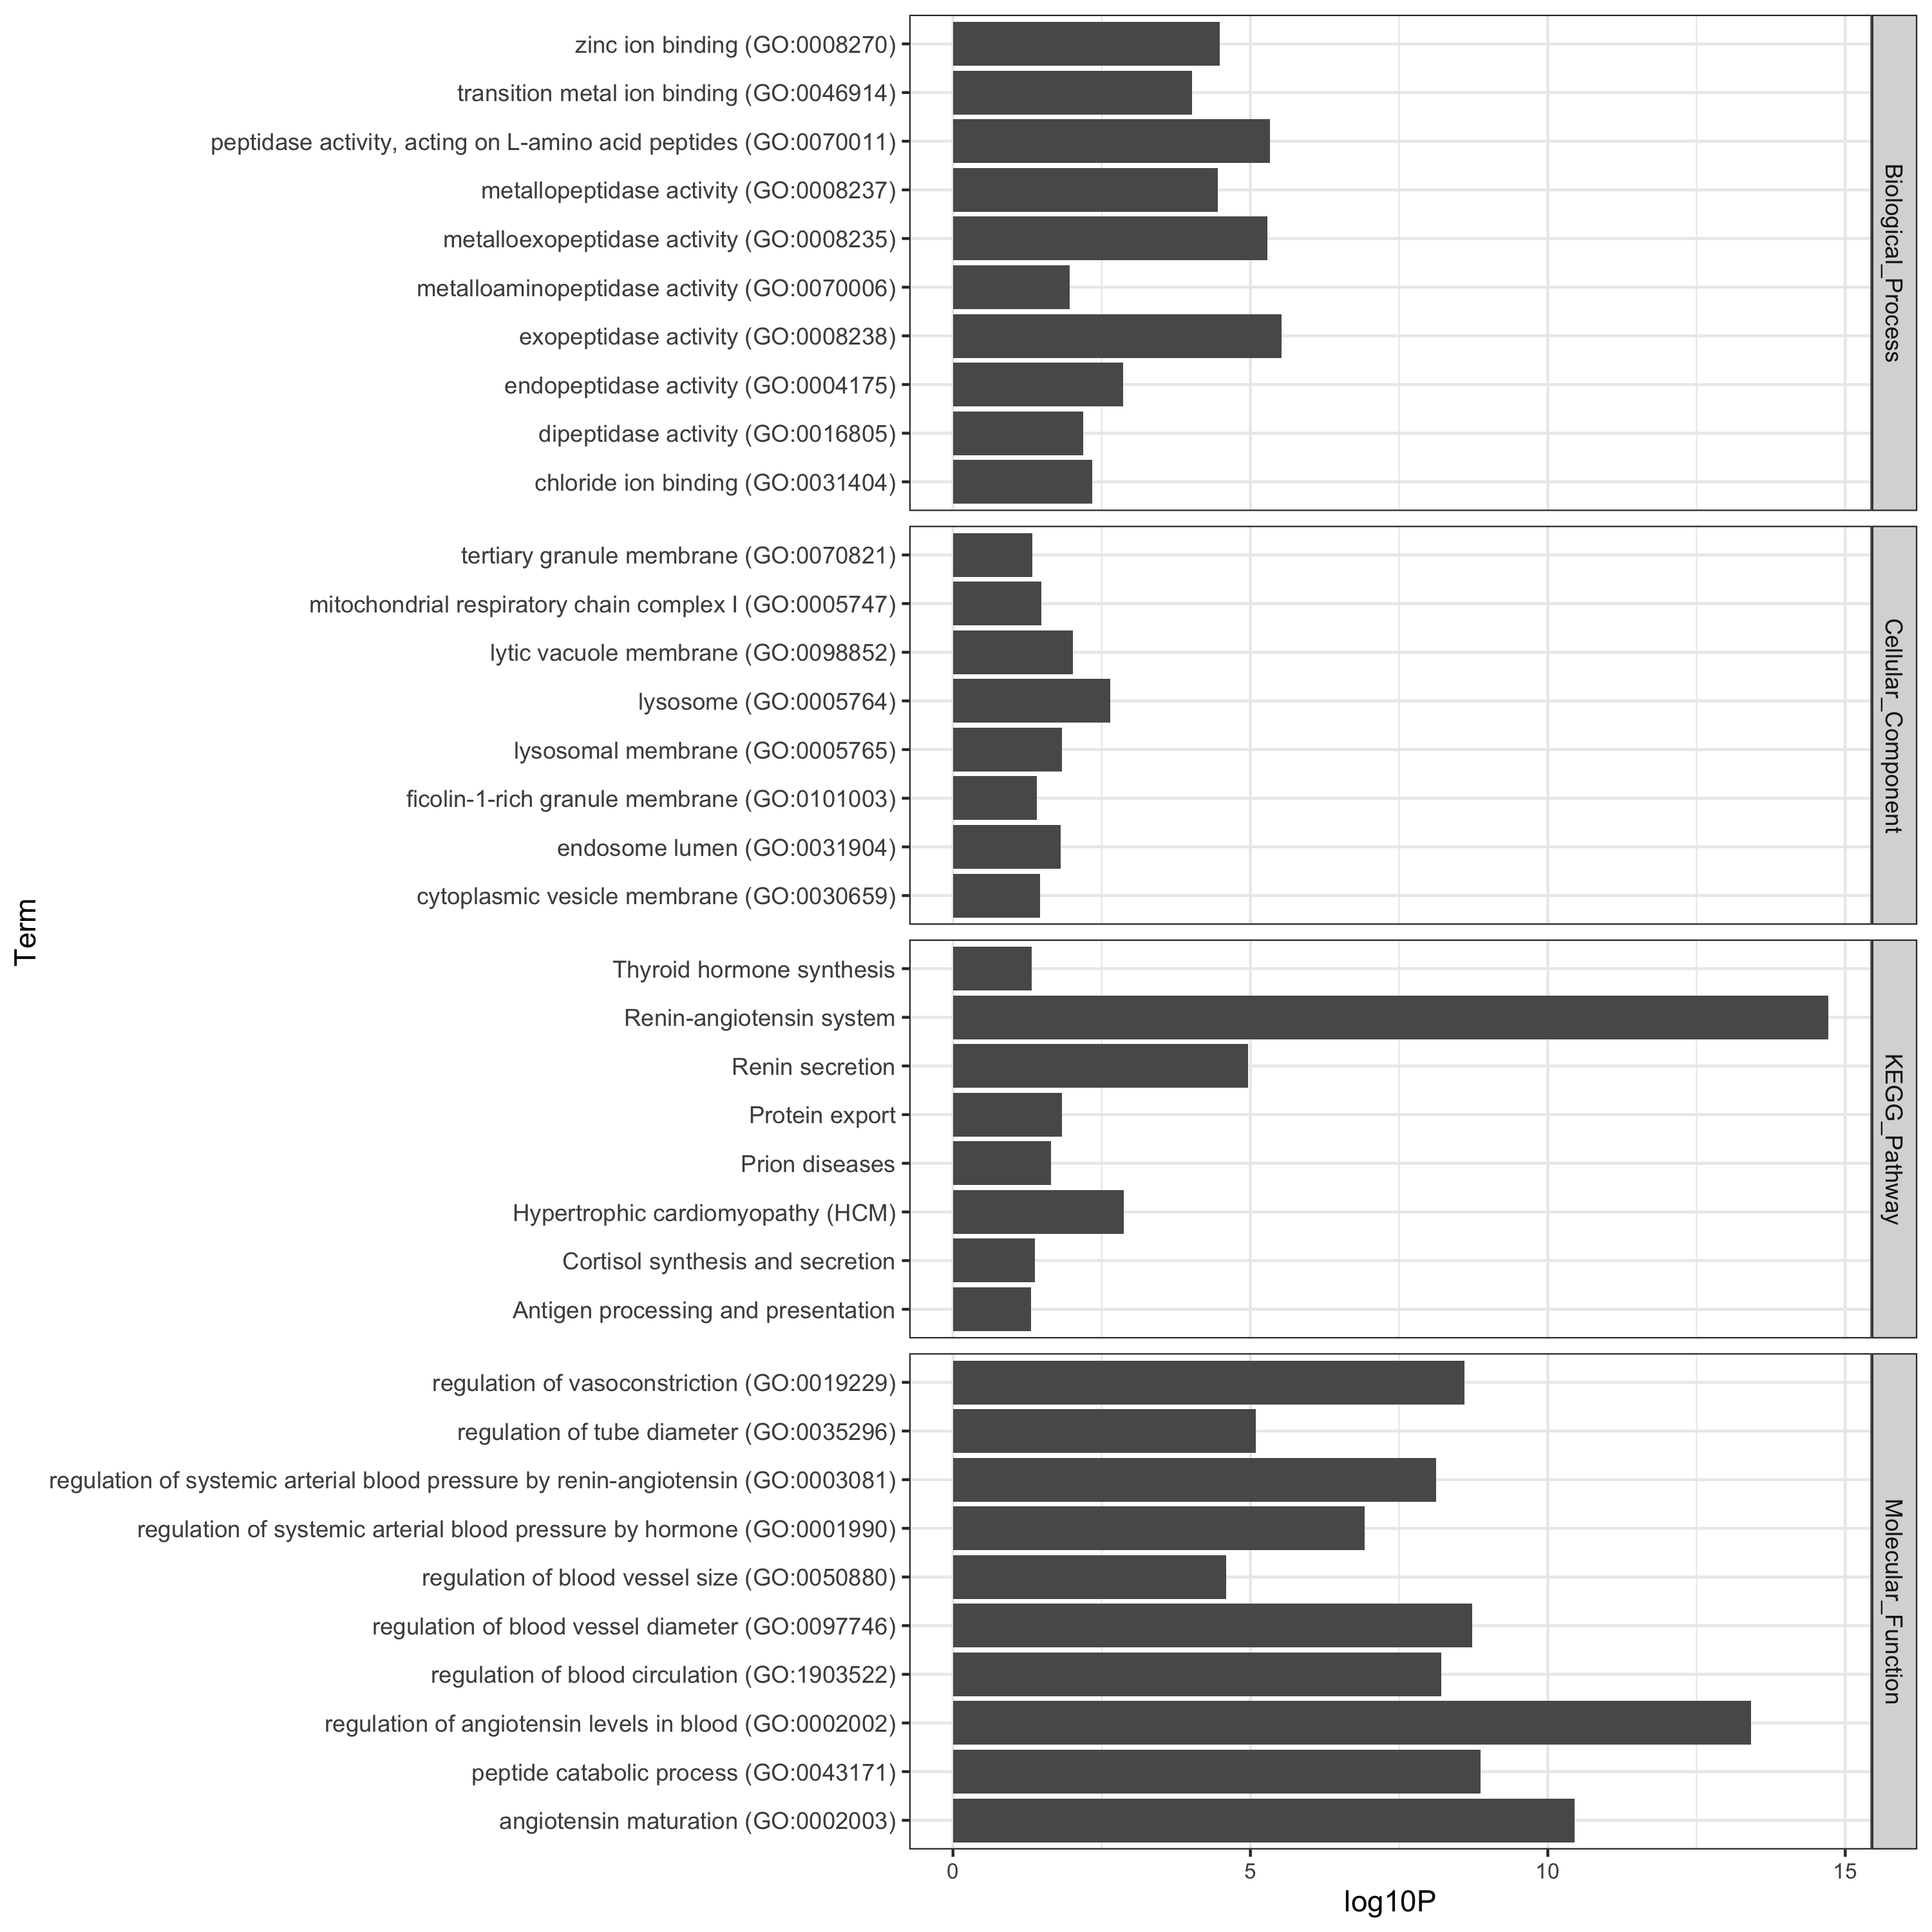 Term
zinc ion binding (GO:0008270)
transition metal ion binding (GO:0046914)
peptidase activity, acting on L-amino acid peptides (GO:0070011)
metallopeptidase activity (GO:0008237)
metalloexopeptidase activity (GO:0008235)
metalloaminopeptidase activity (GO:0070006)
exopeptidase activity (GO:0008238)
endopeptidase activity (GO:0004175)
dipeptidase activity (GO:0016805)
chloride ion binding (GO:0031404)
Biological_Process
tertiary granule membrane (GO:0070821)
mitochondrial respiratory chain complex I (GO:0005747)
lytic vacuole membrane (GO:0098852)
lysosome (GO:0005764)
lysosomal membrane (GO:0005765)
ficolin-1-rich granule membrane (GO:0101003)
endosome lumen (GO:0031904)
cytoplasmic vesicle membrane (GO:0030659)
Cellular_Component
Thyroid hormone synthesis
Renin-angiotensin system
Renin secretion
Protein export
Prion diseases
Hypertrophic cardiomyopathy (HCM)
Cortisol synthesis and secretion
Antigen processing and presentation
KEGG_Pathway
regulation of vasoconstriction (GO:0019229)
regulation of tube diameter (GO:0035296)
regulation of systemic arterial blood pressure by renin-angiotensin (GO:0003081)
regulation of systemic arterial blood pressure by hormone (GO:0001990)
regulation of blood vessel size (GO:0050880)
regulation of blood vessel diameter (GO:0097746)
regulation of blood circulation (GO:1903522)
regulation of angiotensin levels in blood (GO:0002002)
peptide catabolic process (GO:0043171)
angiotensin maturation (GO:0002003)
Molecular_Function
0 5 10 15
log10P